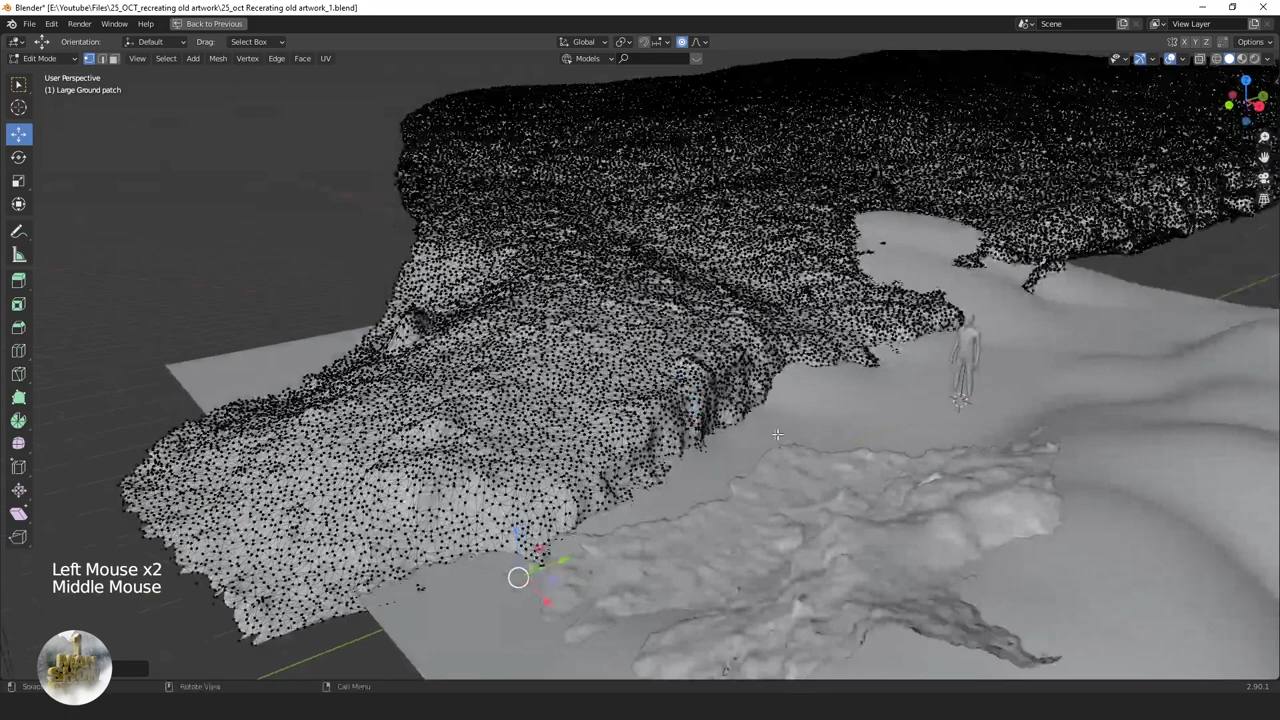 Blender* [E:\Youtube\Files\25_OCT_recreating old artwork\25_oct Recerating old artwork_1.blend]
File Edit Render Window Help Back to Previous Scene View Layer
Orientation: Default Drag: Select Box Global X Y Z Options
Edit Mode View Select Add Mesh Vertex Edge Face UV Models
User Perspective
(1) Large Ground patch
Left Mouse x2
Middle Mouse
1 MAN SHOW
Rotate View Call Menu 2.90.1